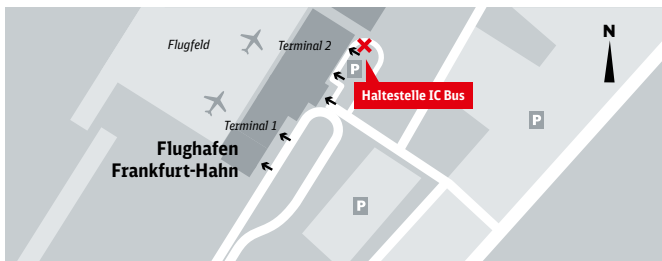 N
Flugfeld
Terminal 2
P
Haltestelle IC Bus
P
Terminal 1
Flughafen
Frankfurt-Hahn
P